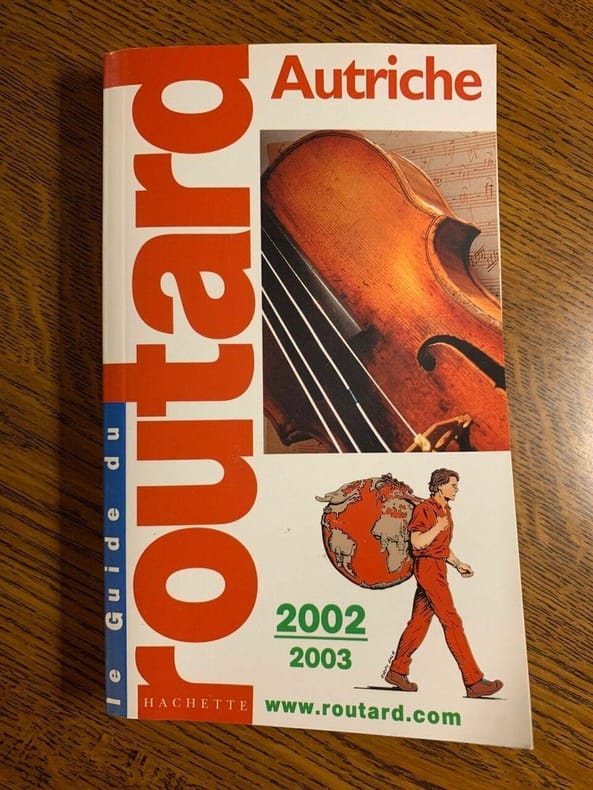 Autriche
le Guide du
routard
2002
2003
HACHETTE
www.routard.com